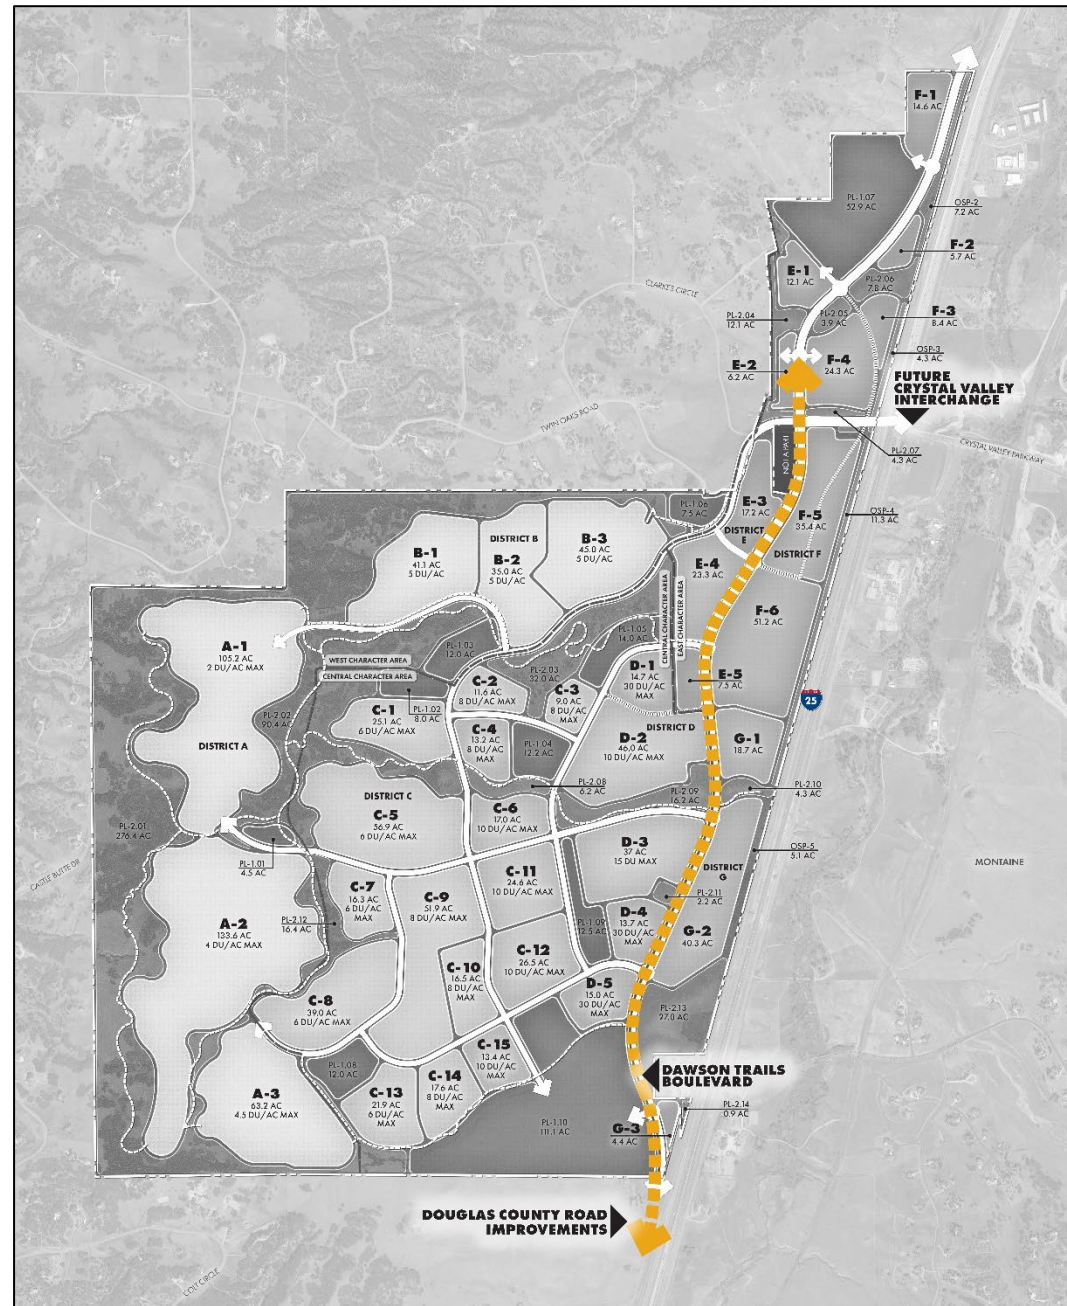 F-1
14.6 AC
PL-1.07
52.9 AC
OSP-2
7.2 AC
F-2
5.7 AC
E-1
12.1 AC
PL-2.06
7.8 AC
CLARKES CIRCLE
PL-2.04
12.1 AC
PL-2.05
3.9 AC
F-3
8.4 AC
OSP-3
4.3 AC
E-2
6.2 AC
F-4
24.3 AC
FUTURE
CRYSTAL VALLEY
INTERCHANGE
TWIN OAKS ROAD
CRYSTAL VALLEY PARKWAY
PL-2.07
4.3 AC
NOT A PART
PL-1.06
7.5 AC
E-3
17.2 AC
DISTRICT
E
F-5
35.4 AC
OSP-4
11.3 AC
DISTRICT F
B-1
41.1 AC
5 DU/AC
DISTRICT B
B-2
35.0 AC
5 DU/AC
B-3
45.0 AC
5 DU/AC
E-4
23.3 AC
CENTRAL CHARACTER AREA
EAST CHARACTER AREA
F-6
51.2 AC
A-1
105.2 AC
2 DU/AC MAX
PL-1.03
12.0 AC
PL-1.05
14.0 AC
WEST CHARACTER AREA
CENTRAL CHARACTER AREA
PL-2.03
32.0 AC
D-1
14.7 AC
30 DU/AC
MAX
E-5
7.5 AC
C-2
11.6 AC
8 DU/AC MAX
C-3
9.0 AC
8 DU/AC
MAX
PL-1.02
8.0 AC
25
PL-2.02
90.4 AC
C-1
25.1 AC
6 DU/AC MAX
C-4
13.2 AC
8 DU/AC
MAX
PL-1.04
12.2 AC
DISTRICT D
D-2
46.0 AC
10 DU/AC MAX
G-1
18.7 AC
DISTRICT A
PL-2.08
6.2 AC
PL-2.09
16.2 AC
PL-2.10
4.3 AC
DISTRICT C
C-5
56.9 AC
6 DU/AC MAX
C-6
17.0 AC
10 DU/AC MAX
PL-2.01
276.4 AC
PL-1.01
4.5 AC
D-3
37 AC
15 DU MAX
OSP-5
5.1 AC
CASTLE BUTTE DR
MONTAINE
DISTRICT
G
C-7
16.3 AC
6 DU/AC
MAX
C-9
51.9 AC
8 DU/AC MAX
C-11
24.6 AC
10 DU/AC MAX
PL-2.11
2.2 AC
PL-2.12
16.4 AC
A-2
133.6 AC
4 DU/AC MAX
PL-1.09
12.5 AC
D-4
13.7 AC
30 DU/AC
MAX
G-2
40.3 AC
C-10
16.5 AC
8 DU/AC
MAX
C-12
26.5 AC
10 DU/AC MAX
D-5
15.0 AC
30 DU/AC
MAX
C-8
39.0 AC
6 DU/AC MAX
PL-2.13
27.0 AC
C-15
13.4 AC
10 DU/AC
MAX
PL-1.08
12.0 AC
C-14
17.6 AC
8 DU/AC
MAX
DAWSON TRAILS
BOULEVARD
A-3
63.2 AC
4.5 DU/AC MAX
C-13
21.9 AC
6 DU/AC
MAX
PL-2.14
0.9 AC
PL-1.10
111.1 AC
G-3
4.4 AC
DOUGLAS COUNTY ROAD
IMPROVEMENTS
COLT CIRCLE